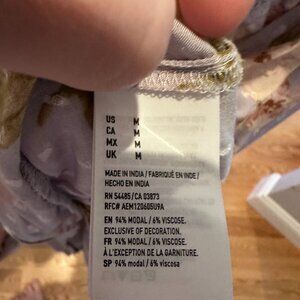 US M
CA M
MX M
UK M
MADE IN INDIA / FABRIQUÉ EN INDE /
HECHO EN INDIA
RN 54485/CA 03873
RFC# AEM120605U9A
EN 94% MODAL / 6% VISCOSE.
EXCLUSIVE OF DECORATION.
FR 94% MODAL / 6% VISCOSE.
À L'EXCEPTION DE LA GARNITURE.
SP 94% modal / 6% viscosa